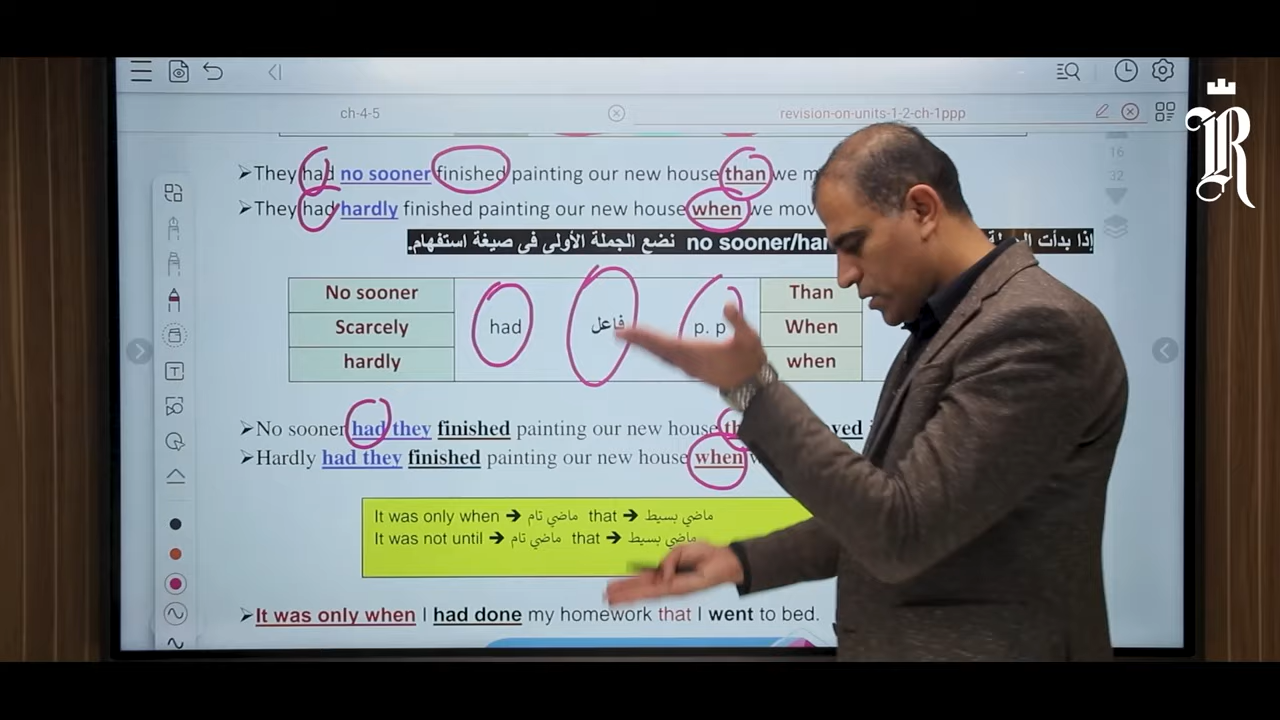 ch-4-5
revision-on-units-1-2-ch-1ppp
16
32
➢They had no sooner finished painting our new house than we
➢They had hardly finished painting our new house when we
إذا بدأت no sooner/ نضع الجملة الأولى فى صيغة استفهام.
No sooner had فاعل p. p Than
Scarcely When
hardly when
➢No sooner had they finished painting our new house
➢Hardly had they finished painting our new house when
It was only when ➔ ماضي تام that ➔ ماضي بسيط
It was not until ➔ ماضي تام that ➔ ماضي بسيط
➢It was only when I had done my homework that I went to bed.
R